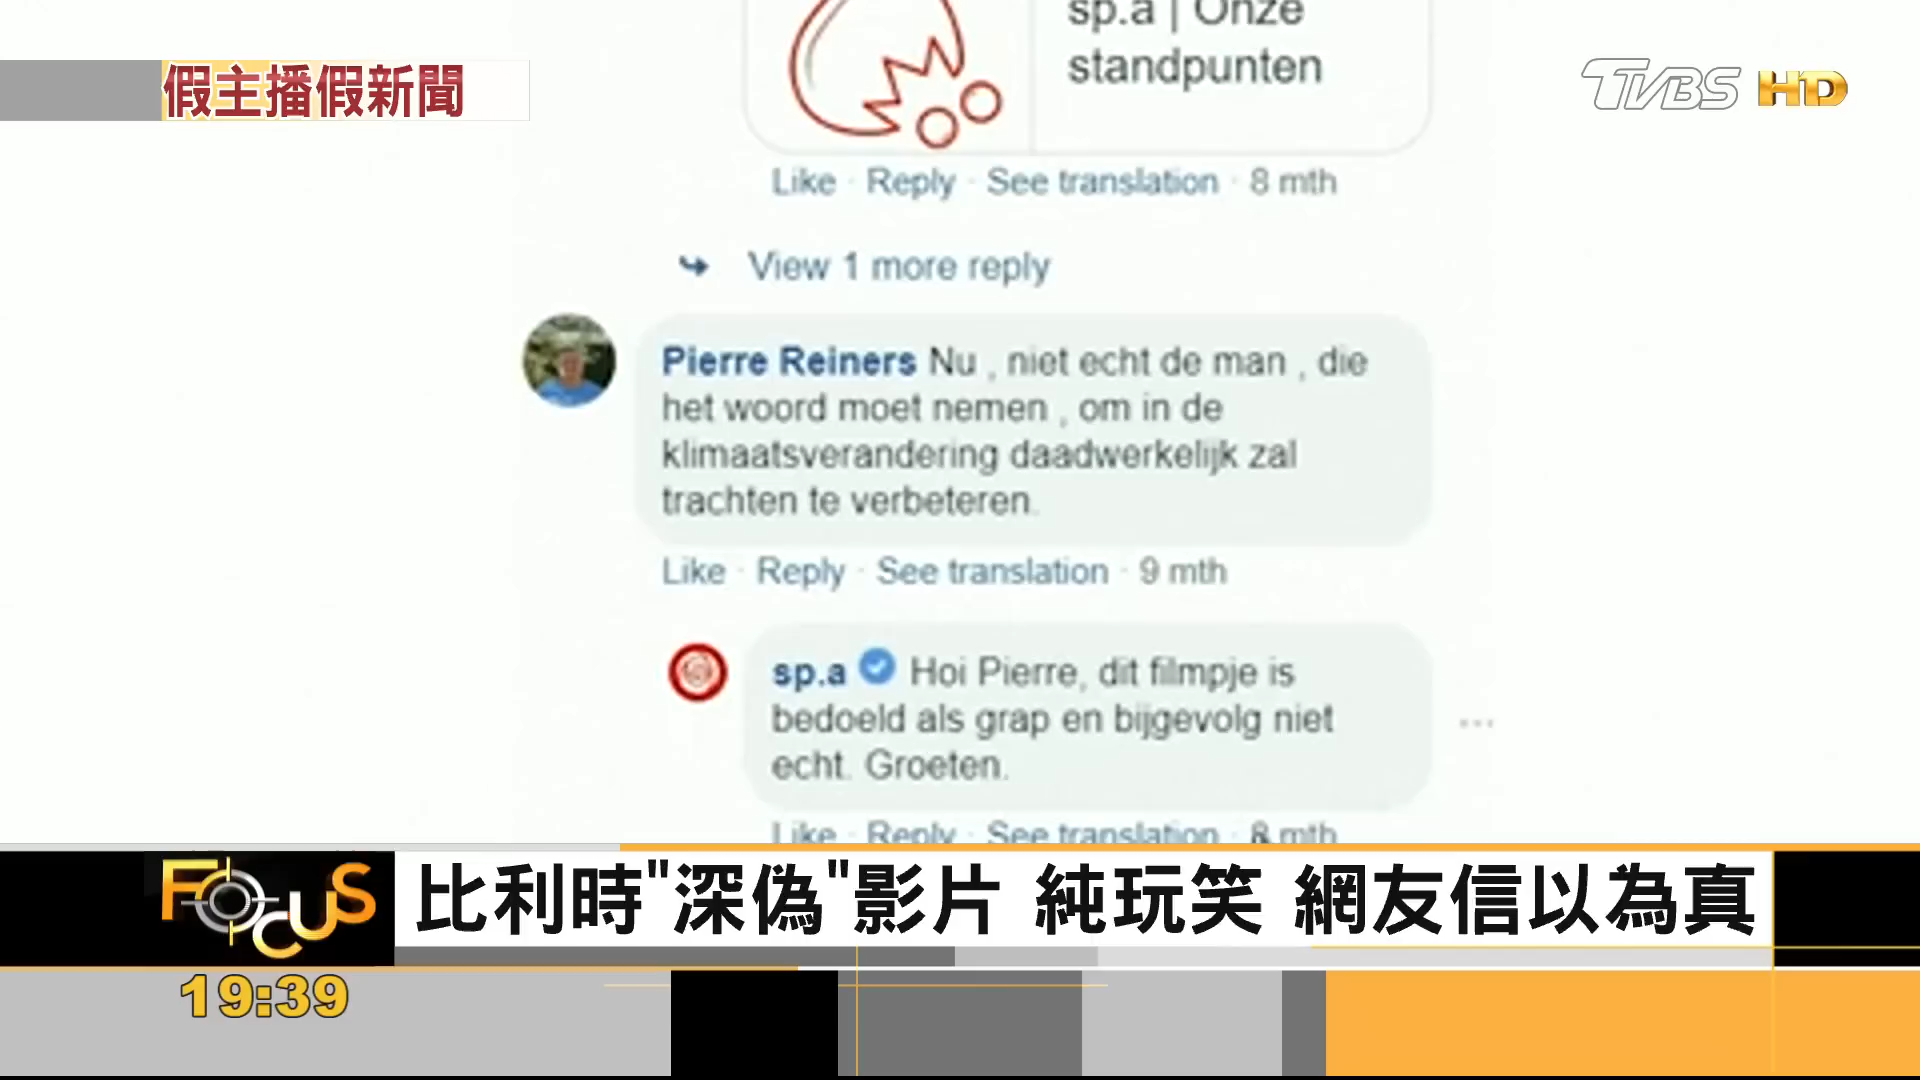 假主播假新聞
TVBS HD
sp.a | Onze
standpunten
Like · Reply · See translation · 8 mth
View 1 more reply
Pierre Reiners Nu , niet echt de man , die
het woord moet nemen , om in de
klimaatsverandering daadwerkelijk zal
trachten te verbeteren.
Like · Reply · See translation · 9 mth
sp.a Hoi Pierre, dit filmpje is
bedoeld als grap en bijgevolg niet
echt. Groeten.
Like · Reply · See translation · 8 mth
FOCUS
比利時"深偽"影片 純玩笑 網友信以為真
19:39